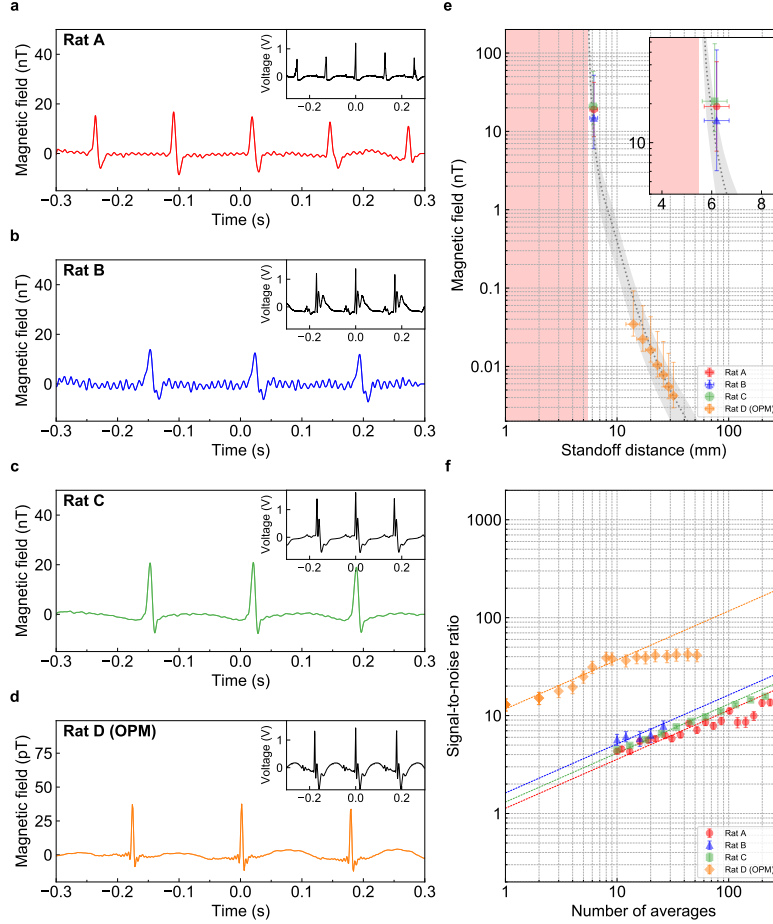 a
Rat A
Magnetic field (nT)
40
20
0
−0.3 −0.2 −0.1 0.0 0.1 0.2 0.3
Time (s)
Voltage (V)
1
0
−0.2 0.0 0.2
b
Rat B
Magnetic field (nT)
40
20
0
−0.3 −0.2 −0.1 0.0 0.1 0.2 0.3
Time (s)
Voltage (V)
1
0
−0.2 0.0 0.2
c
Rat C
Magnetic field (nT)
40
20
0
−0.3 −0.2 −0.1 0.0 0.1 0.2 0.3
Time (s)
Voltage (V)
1
0
−0.2 0.0 0.2
d
Rat D (OPM)
Magnetic field (pT)
75
50
25
0
−0.3 −0.2 −0.1 0.0 0.1 0.2 0.3
Time (s)
Voltage (V)
1
0
−0.2 0.0 0.2
e
Magnetic field (nT)
100
10
1
0.1
0.01
1 10 100
Standoff distance (mm)
10
4 6 8
Rat A
Rat B
Rat C
Rat D (OPM)
f
Signal-to-noise ratio
1000
100
10
1
1 10 100
Number of averages
Rat A
Rat B
Rat C
Rat D (OPM)